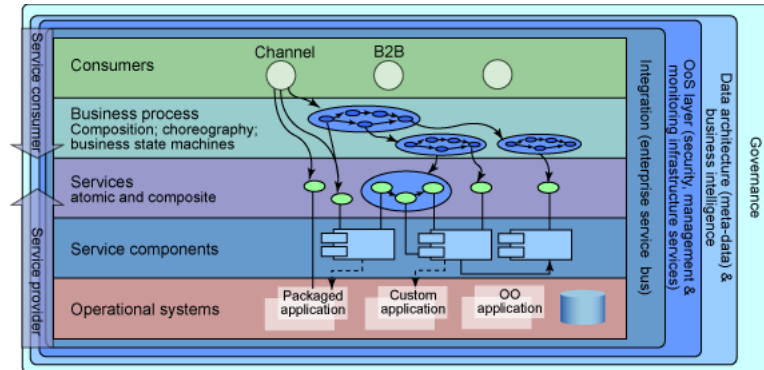 Channel
B2B
Consumers
Business process
Composition; choreography;
business state machines
Services
atomic and composite
Service components
Operational systems
Packaged
application
Custom
application
OO
application
Service consumer
Service provider
Integration (enterprise service
bus)
QoS layer (security, management &
monitoring infrastructure services)
Data architecture (meta-data) &
business intelligence
Governance